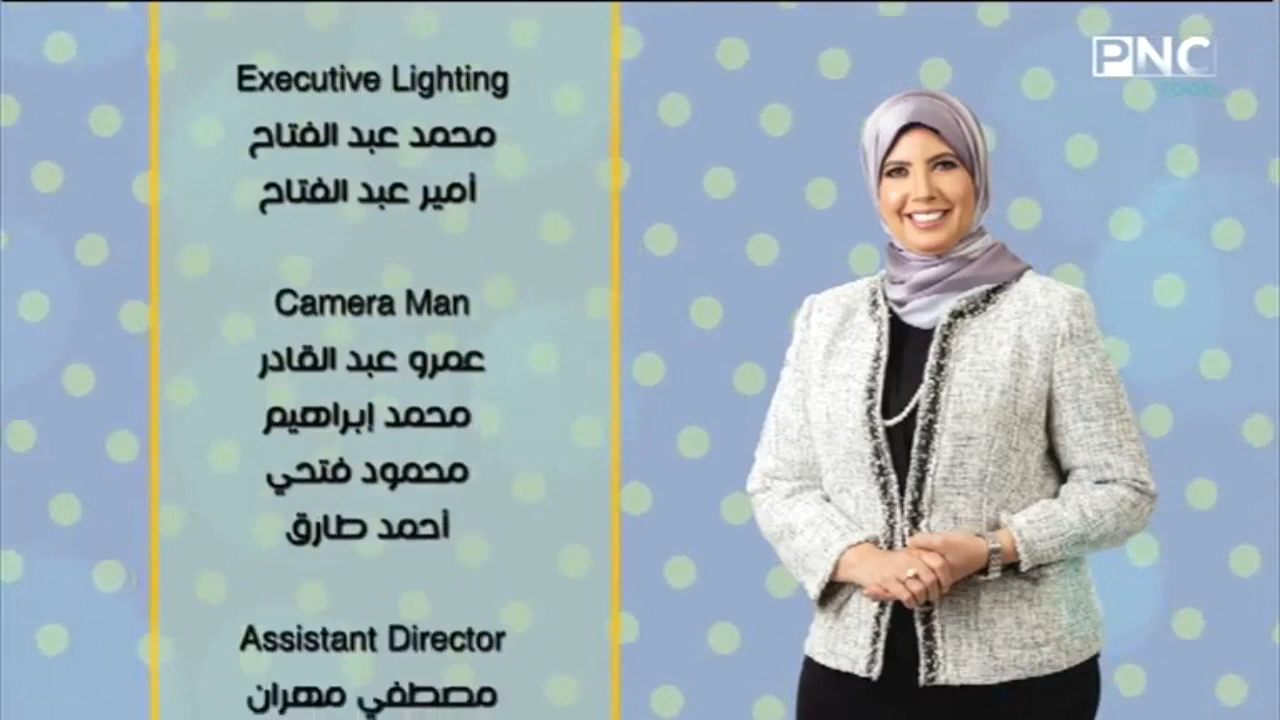 PNC
FOOD
Executive Lighting
محمد عبد الفتاح
أمير عبد الفتاح
Camera Man
عمرو عبد القادر
محمد إبراهيم
محمود فتحي
أحمد طارق
Assistant Director
مصطفي مهران